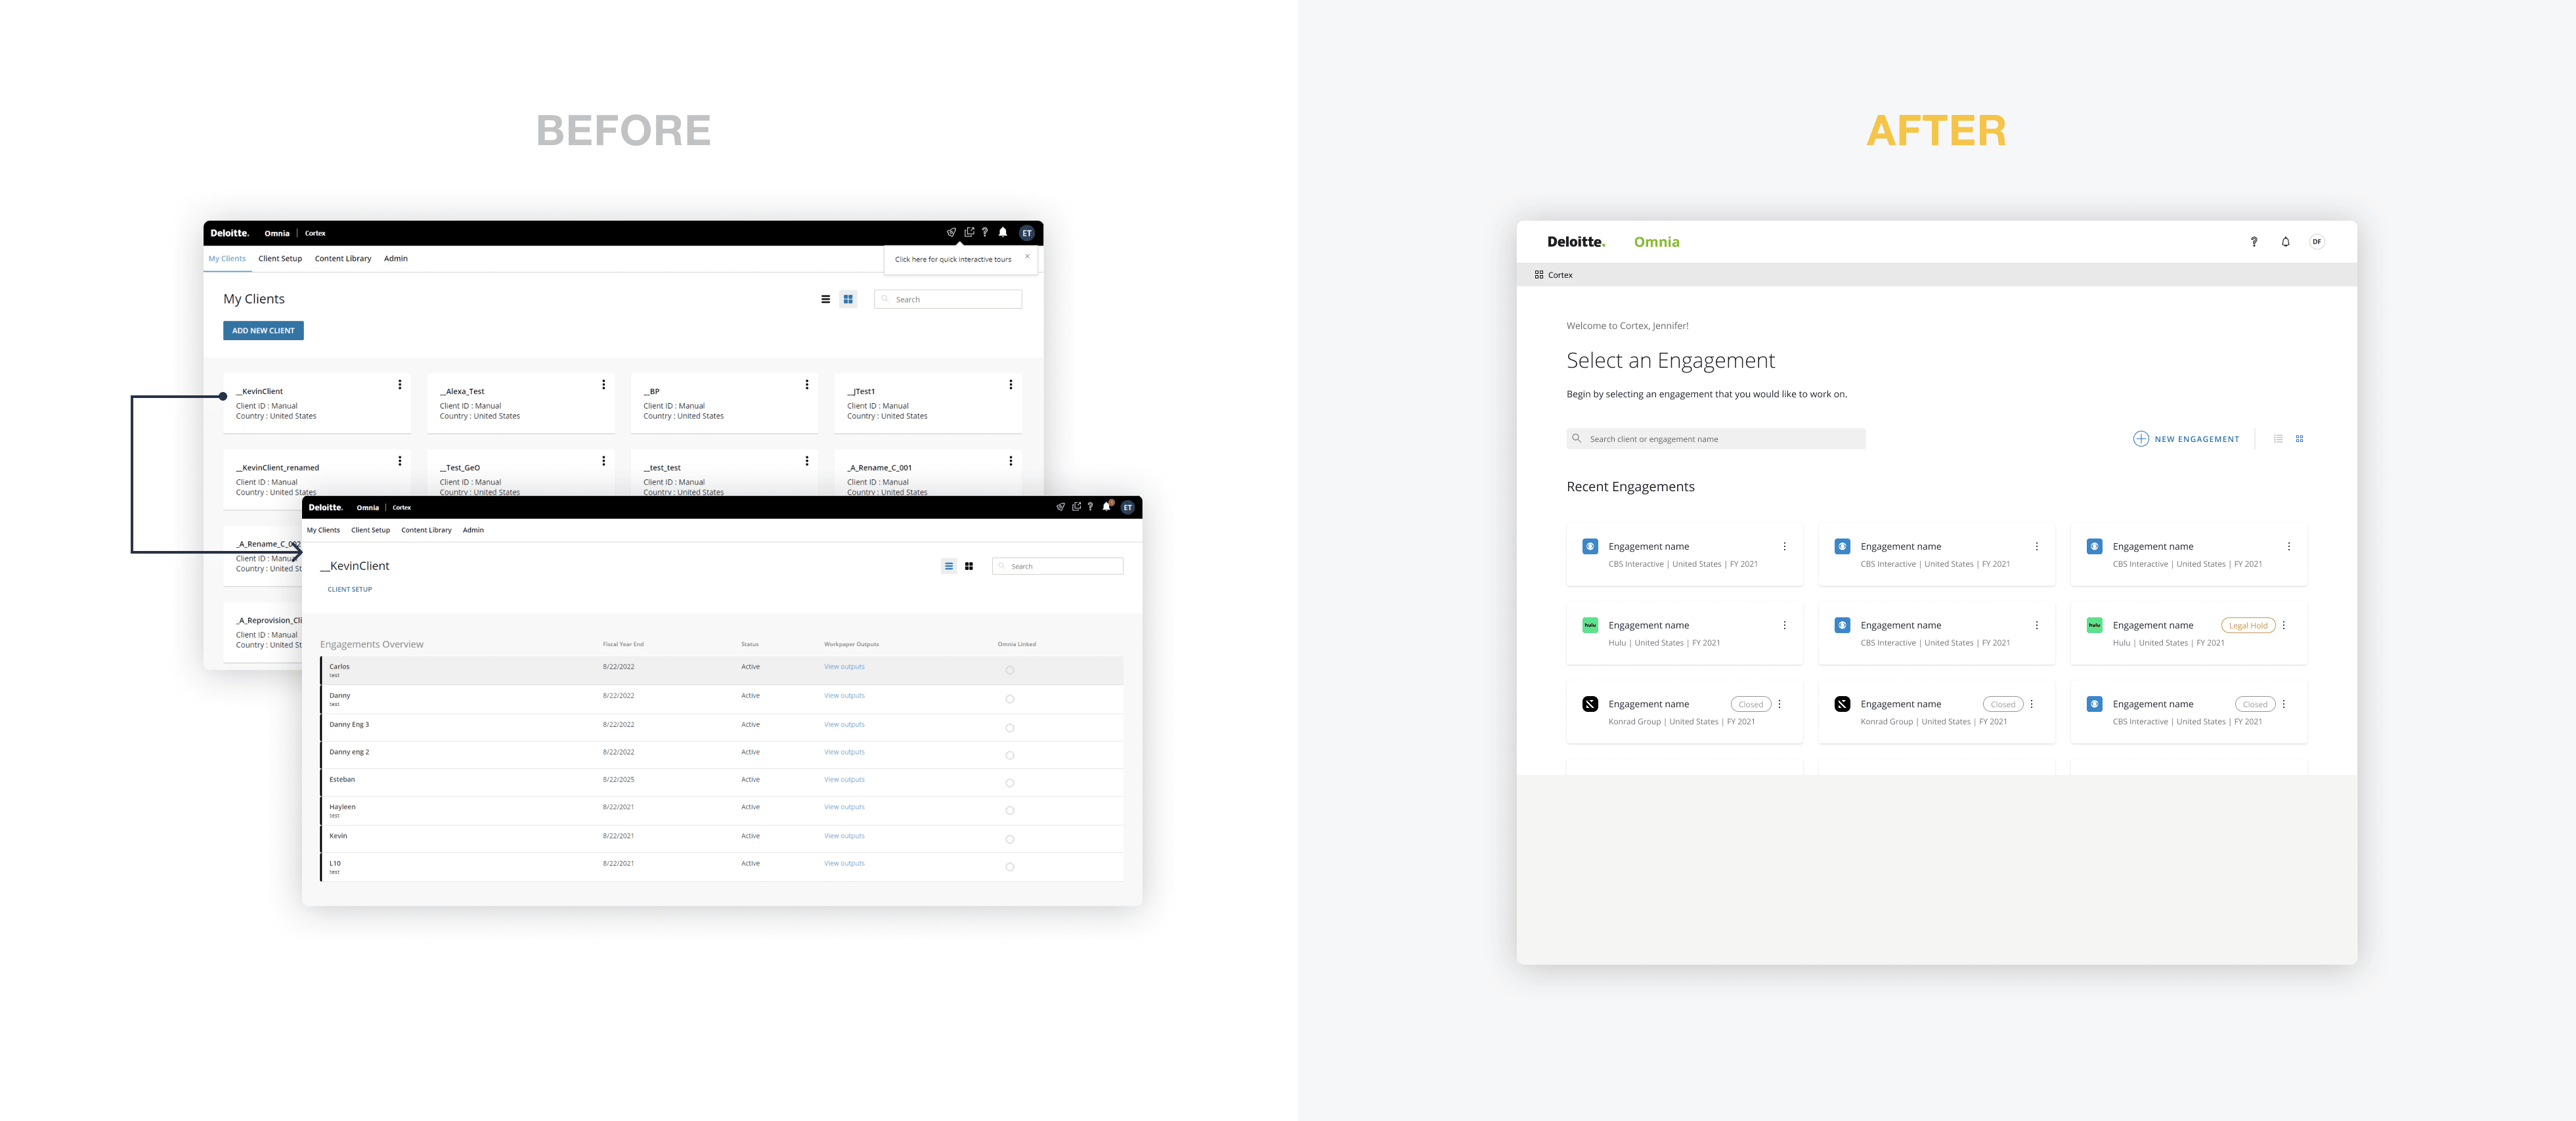 BEFORE
Deloitte. Omnia | Cortex ET
My Clients Client Setup Content Library Admin
Click here for quick interactive tours
My Clients
Search
ADD NEW CLIENT
__KevinClient
Client ID : Manual
Country : United States
__Alexa_Test
Client ID : Manual
Country : United States
__BP
Client ID : Manual
Country : United States
__JTest1
Client ID : Manual
Country : United States
__KevinClient_renamed
Client ID : Manual
Country : United States
__Test_GeO
Client ID : Manual
Country : United States
__test_test
Client ID : Manual
Country : United States
_A_Rename_C_001
Client ID : Manual
Country : United States
_A_Rename_C_002
Client ID : Manual
Country : United St
_A_Reprovision_Cli
Client ID : Manual
Country : United St
Deloitte. Omnia | Cortex ET
My Clients Client Setup Content Library Admin
__KevinClient
Search
CLIENT SETUP
Engagements Overview Fiscal Year End Status Workpaper Outputs Omnia Linked
Carlos 8/22/2022 Active View outputs
test
Danny 8/22/2022 Active View outputs
test
Danny Eng 3 8/22/2022 Active View outputs
Danny eng 2 8/22/2022 Active View outputs
Esteban 8/22/2025 Active View outputs
Hayleen 8/22/2021 Active View outputs
test
Kevin 8/22/2021 Active View outputs
L10 8/22/2021 Active View outputs
test
AFTER
Deloitte. Omnia ? DF
Cortex
Welcome to Cortex, Jennifer!
Select an Engagement
Begin by selecting an engagement that you would like to work on.
Search client or engagement name
NEW ENGAGEMENT
Recent Engagements
Engagement name
CBS Interactive | United States | FY 2021
Engagement name
CBS Interactive | United States | FY 2021
Engagement name
CBS Interactive | United States | FY 2021
hulu Engagement name
Hulu | United States | FY 2021
Engagement name
CBS Interactive | United States | FY 2021
hulu Engagement name Legal Hold
Hulu | United States | FY 2021
Engagement name Closed
Konrad Group | United States | FY 2021
Engagement name Closed
Konrad Group | United States | FY 2021
Engagement name Closed
CBS Interactive | United States | FY 2021